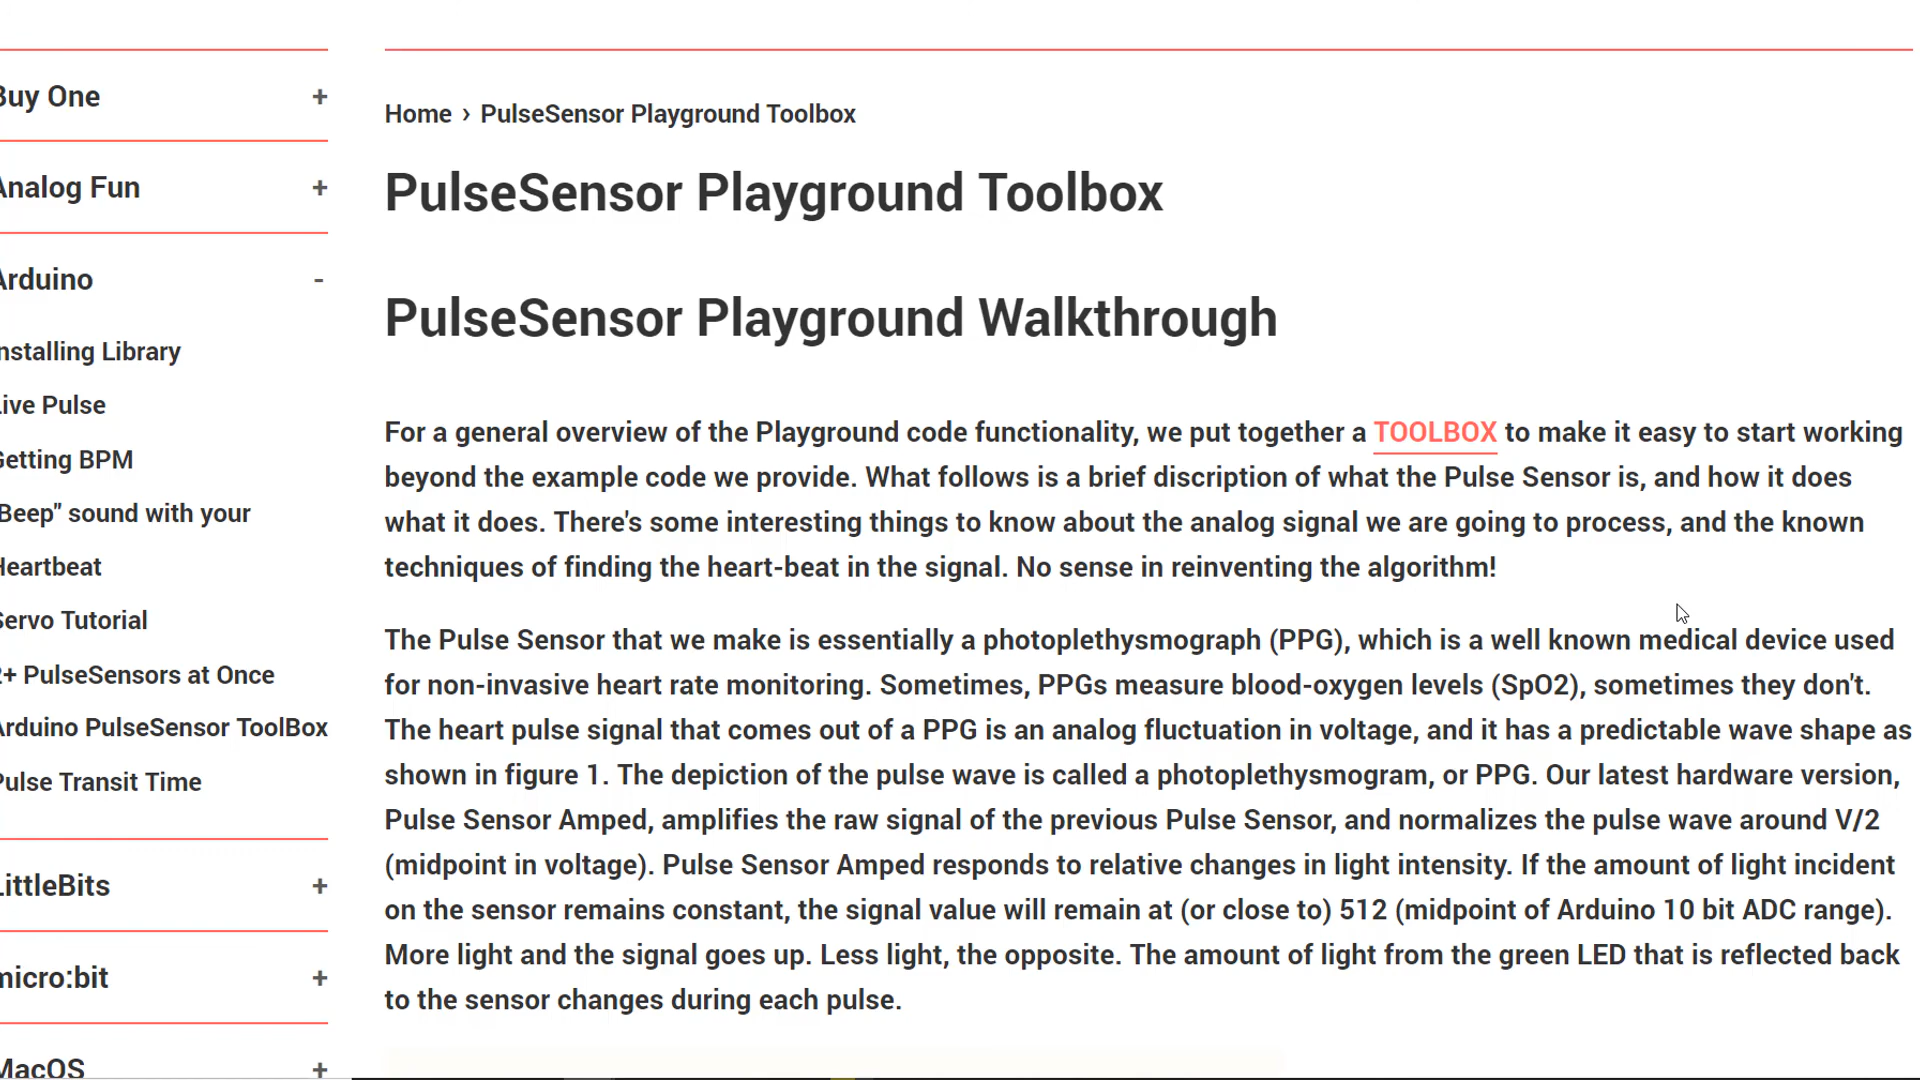 Buy One +
Analog Fun +
Arduino -
Installing Library
Live Pulse
Getting BPM
"Beep" sound with your
Heartbeat
Servo Tutorial
2+ PulseSensors at Once
Arduino PulseSensor ToolBox
Pulse Transit Time
LittleBits +
micro:bit +
MacOS +
Home › PulseSensor Playground Toolbox
PulseSensor Playground Toolbox
PulseSensor Playground Walkthrough
For a general overview of the Playground code functionality, we put together a TOOLBOX to make it easy to start working
beyond the example code we provide. What follows is a brief discription of what the Pulse Sensor is, and how it does
what it does. There's some interesting things to know about the analog signal we are going to process, and the known
techniques of finding the heart-beat in the signal. No sense in reinventing the algorithm!
The Pulse Sensor that we make is essentially a photoplethysmograph (PPG), which is a well known medical device used
for non-invasive heart rate monitoring. Sometimes, PPGs measure blood-oxygen levels (SpO2), sometimes they don't.
The heart pulse signal that comes out of a PPG is an analog fluctuation in voltage, and it has a predictable wave shape as
shown in figure 1. The depiction of the pulse wave is called a photoplethysmogram, or PPG. Our latest hardware version,
Pulse Sensor Amped, amplifies the raw signal of the previous Pulse Sensor, and normalizes the pulse wave around V/2
(midpoint in voltage). Pulse Sensor Amped responds to relative changes in light intensity. If the amount of light incident
on the sensor remains constant, the signal value will remain at (or close to) 512 (midpoint of Arduino 10 bit ADC range).
More light and the signal goes up. Less light, the opposite. The amount of light from the green LED that is reflected back
to the sensor changes during each pulse.